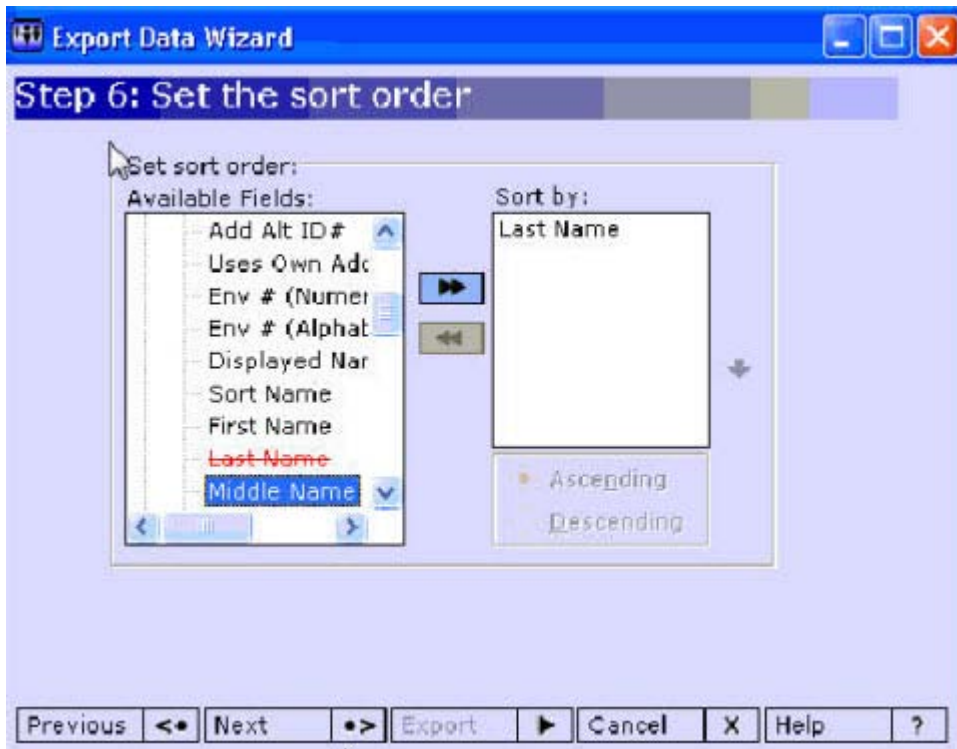 Export Data Wizard
Step 6: Set the sort order
Set sort order:
Available Fields:
Add Alt ID#
Uses Own Adc
Env # (Numer
Env # (Alphat
Displayed Nar
Sort Name
First Name
Last Name
Middle Name
Sort by:
Last Name
Ascending
Descending
Previous <• Next •> Export Cancel X Help ?